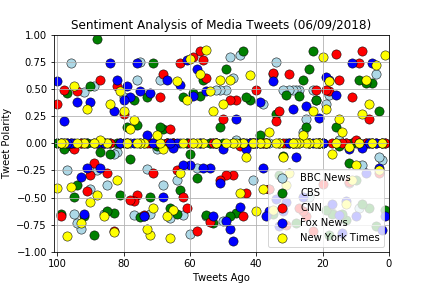 Sentiment Analysis of Media Tweets (06/09/2018)
1.00
0.75
0.50
0.25
0.00
−0.25
−0.50
−0.75
−1.00
Tweet Polarity
BBC News
CBS
CNN
Fox News
New York Times
100
80
60
40
20
0
Tweets Ago